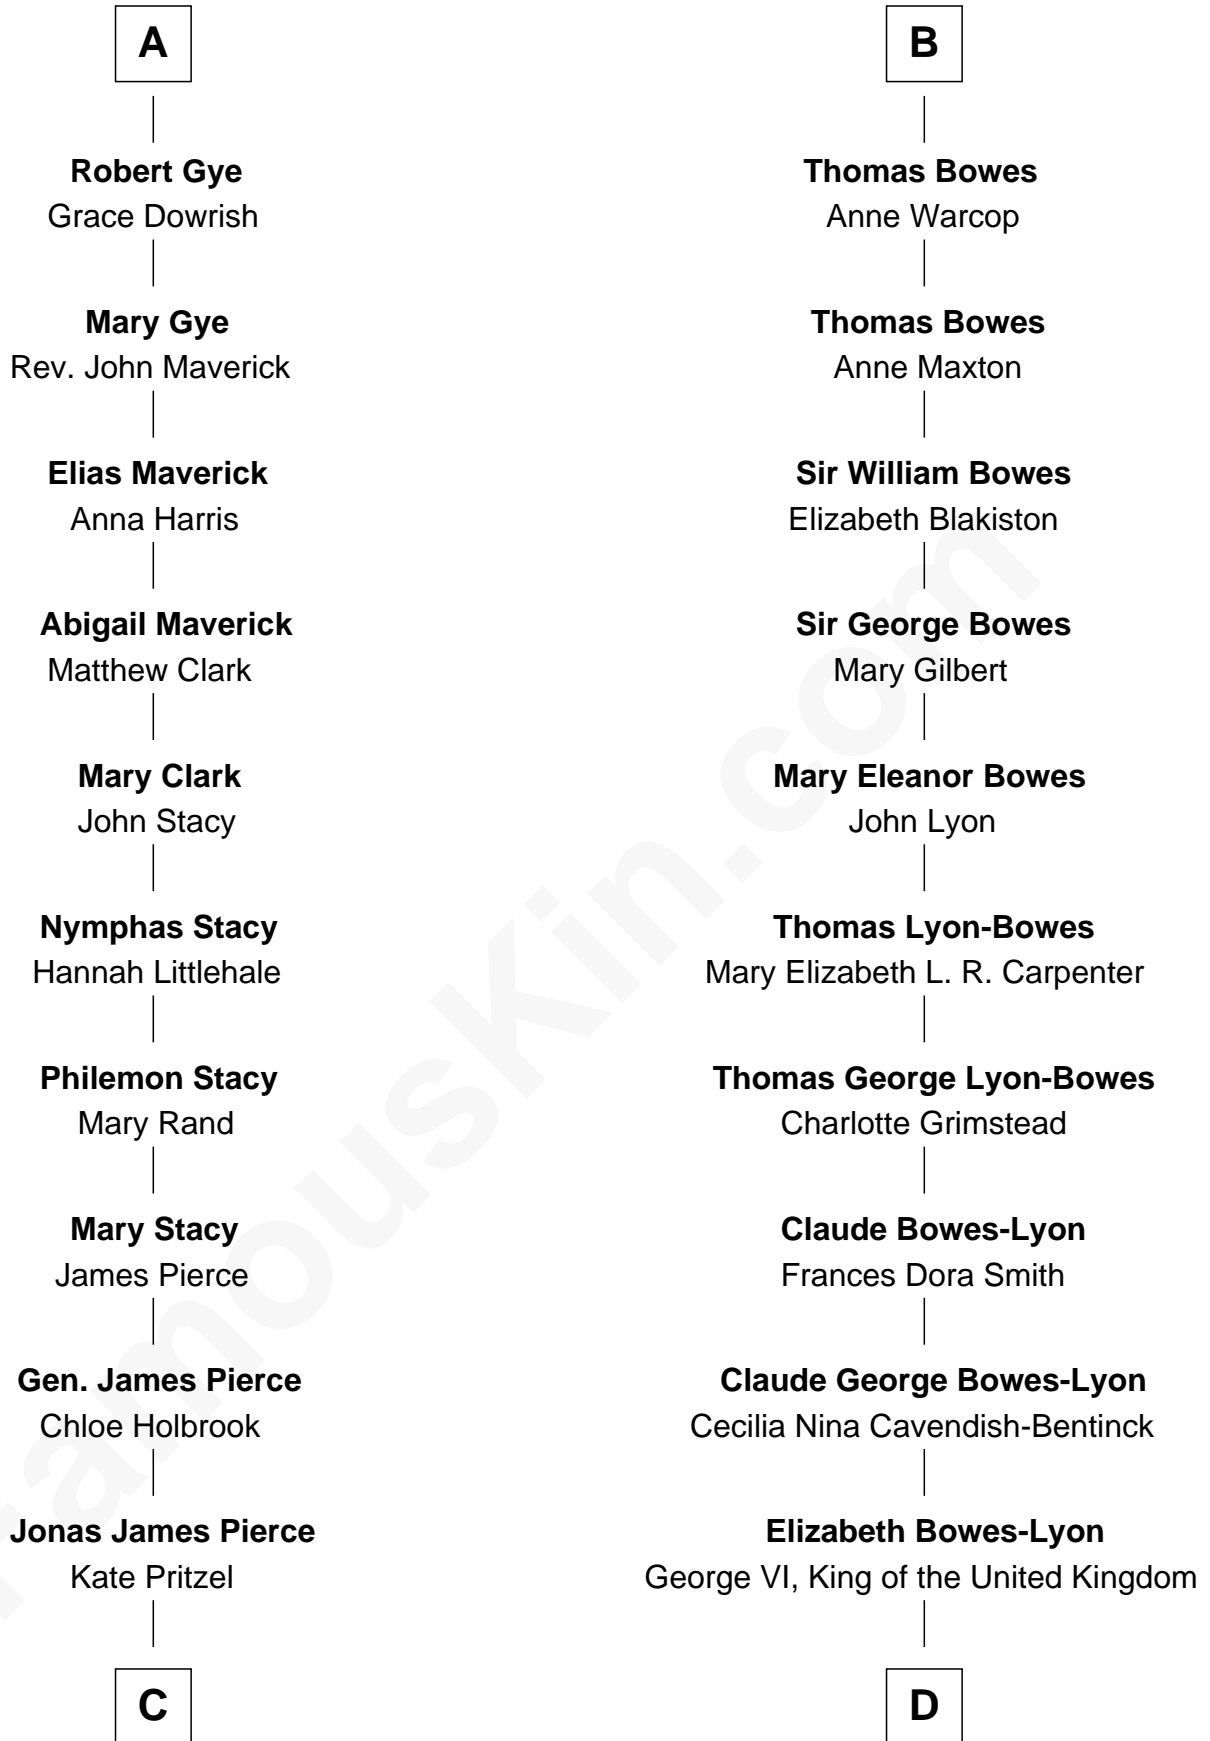 A
Robert Gye
Grace Dowrish
Mary Gye
Rev. John Maverick
Elias Maverick
Anna Harris
Abigail Maverick
Matthew Clark
Mary Clark
John Stacy
Nymphas Stacy
Hannah Littlehale
Philemon Stacy
Mary Rand
Mary Stacy
James Pierce
Gen. James Pierce
Chloe Holbrook
Jonas James Pierce
Kate Pritzel
C
B
Thomas Bowes
Anne Warcop
Thomas Bowes
Anne Maxton
Sir William Bowes
Elizabeth Blakiston
Sir George Bowes
Mary Gilbert
Mary Eleanor Bowes
John Lyon
Thomas Lyon-Bowes
Mary Elizabeth L. R. Carpenter
Thomas George Lyon-Bowes
Charlotte Grimstead
Claude Bowes-Lyon
Frances Dora Smith
Claude George Bowes-Lyon
Cecilia Nina Cavendish-Bentinck
Elizabeth Bowes-Lyon
George VI, King of the United Kingdom
D
FamousKin.com